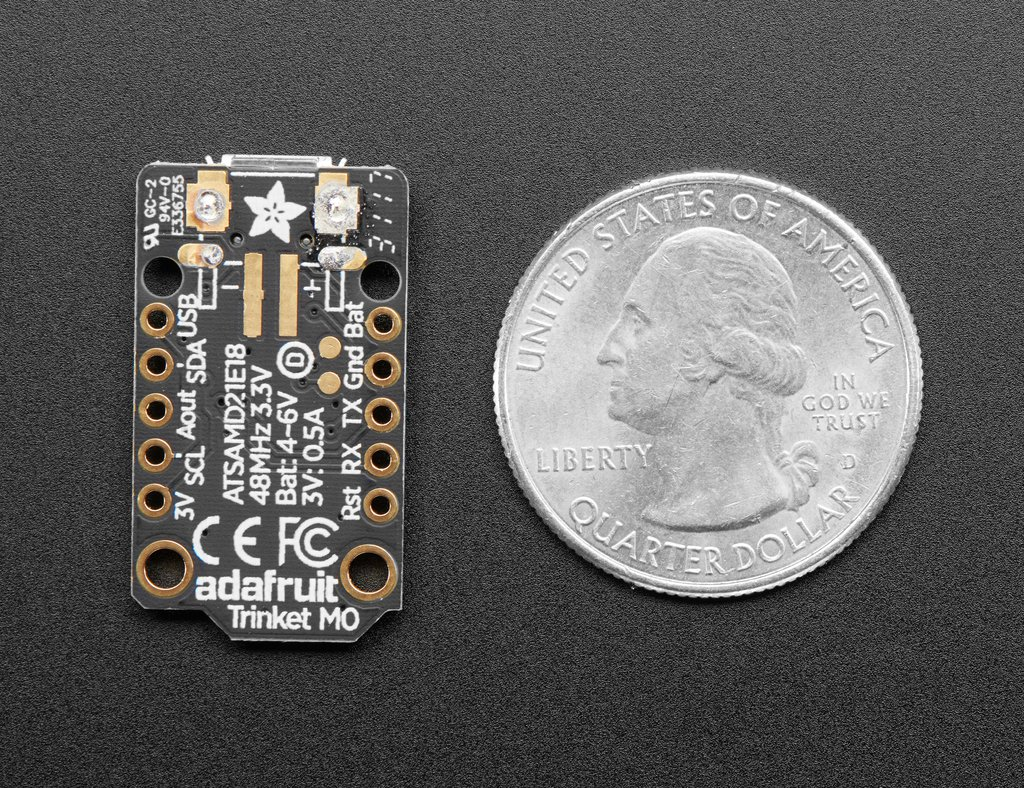 GC-2
94V-0
E336755
3717
-
+
USB
SDA
Aout
SCL
3V
Bat
Gnd
TX
RX
Rst
D
ATSAMD21E18
48MHz 3.3V
Bat: 4-6V
3V: 0.5A
CE FC
adafruit
Trinket M0
UNITED STATES OF AMERICA
IN
GOD WE
TRUST
LIBERTY
D
QUARTER DOLLAR